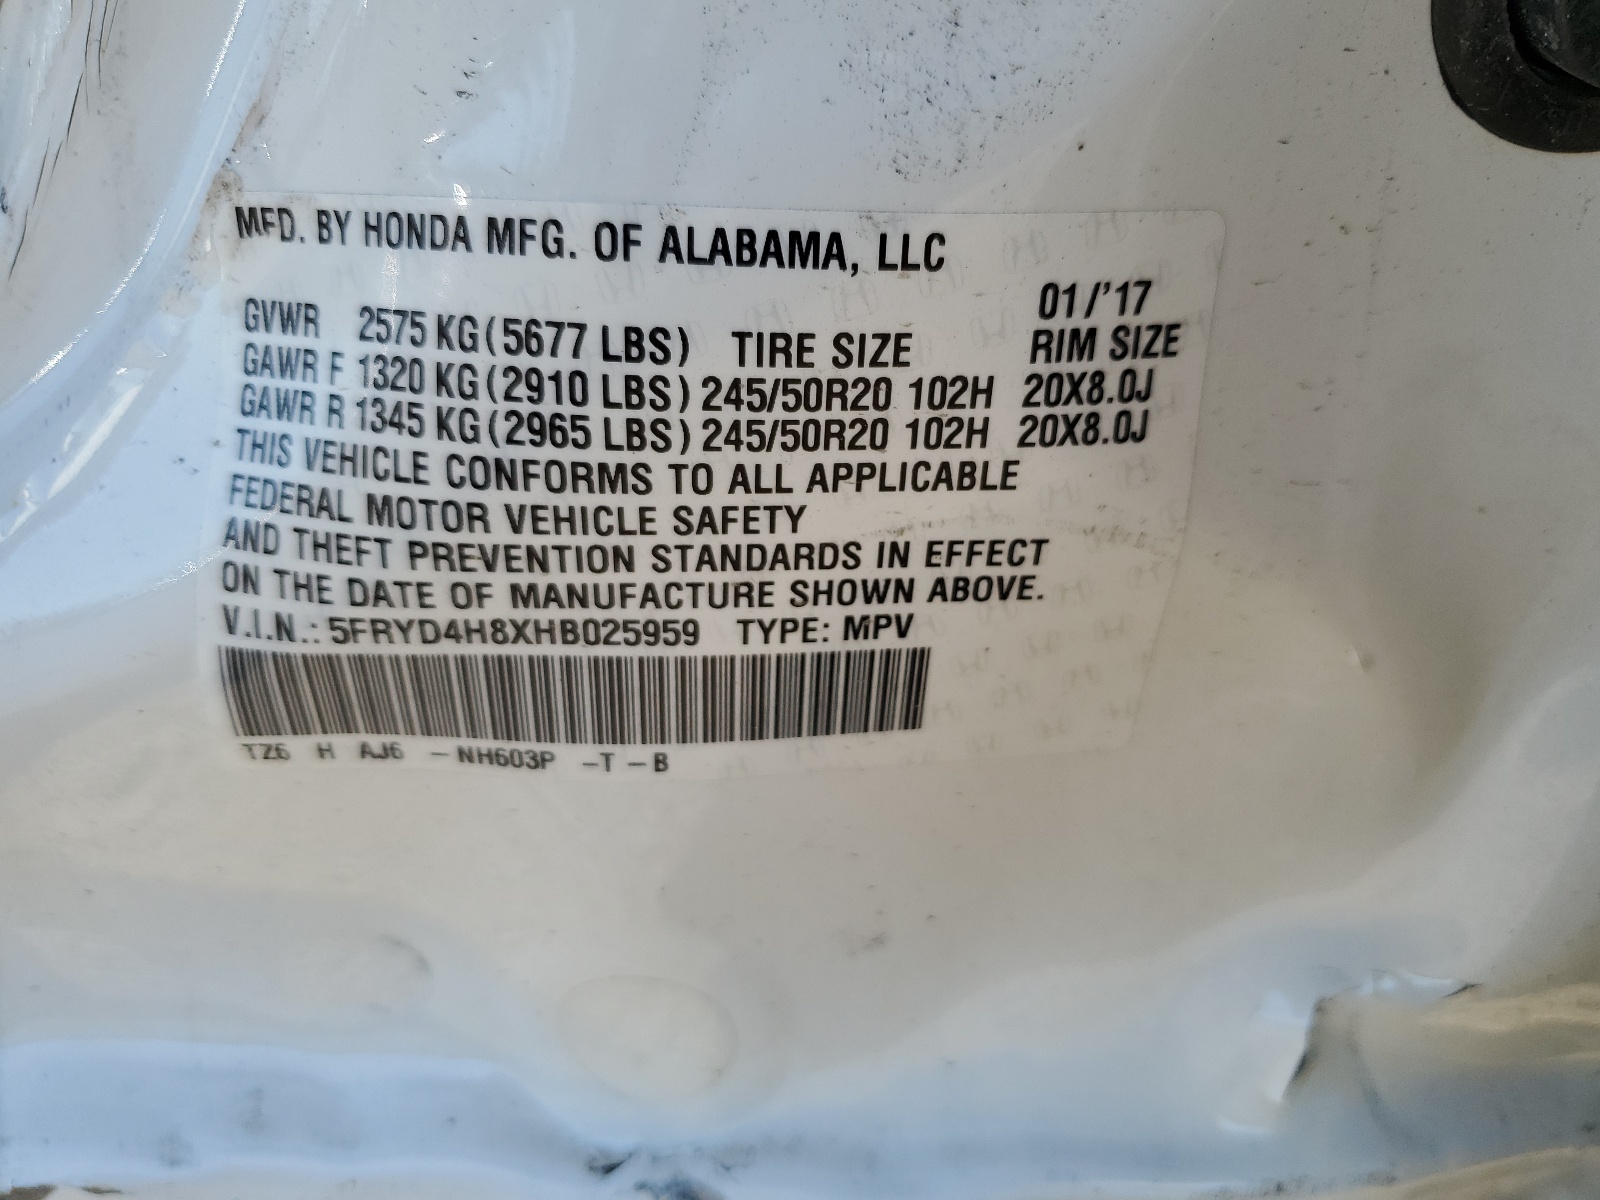 MFD. BY HONDA MFG. OF ALABAMA, LLC
01/'17
GVWR 2575 KG (5677 LBS) TIRE SIZE RIM SIZE
GAWR F 1320 KG (2910 LBS) 245/50R20 102H 20X8.0J
GAWR R 1345 KG (2965 LBS) 245/50R20 102H 20X8.0J
THIS VEHICLE CONFORMS TO ALL APPLICABLE
FEDERAL MOTOR VEHICLE SAFETY
AND THEFT PREVENTION STANDARDS IN EFFECT
ON THE DATE OF MANUFACTURE SHOWN ABOVE.
V.I.N.: 5FRYD4H8XHB025959 TYPE: MPV
TZ6 H AJ6 -NH603P -T -B